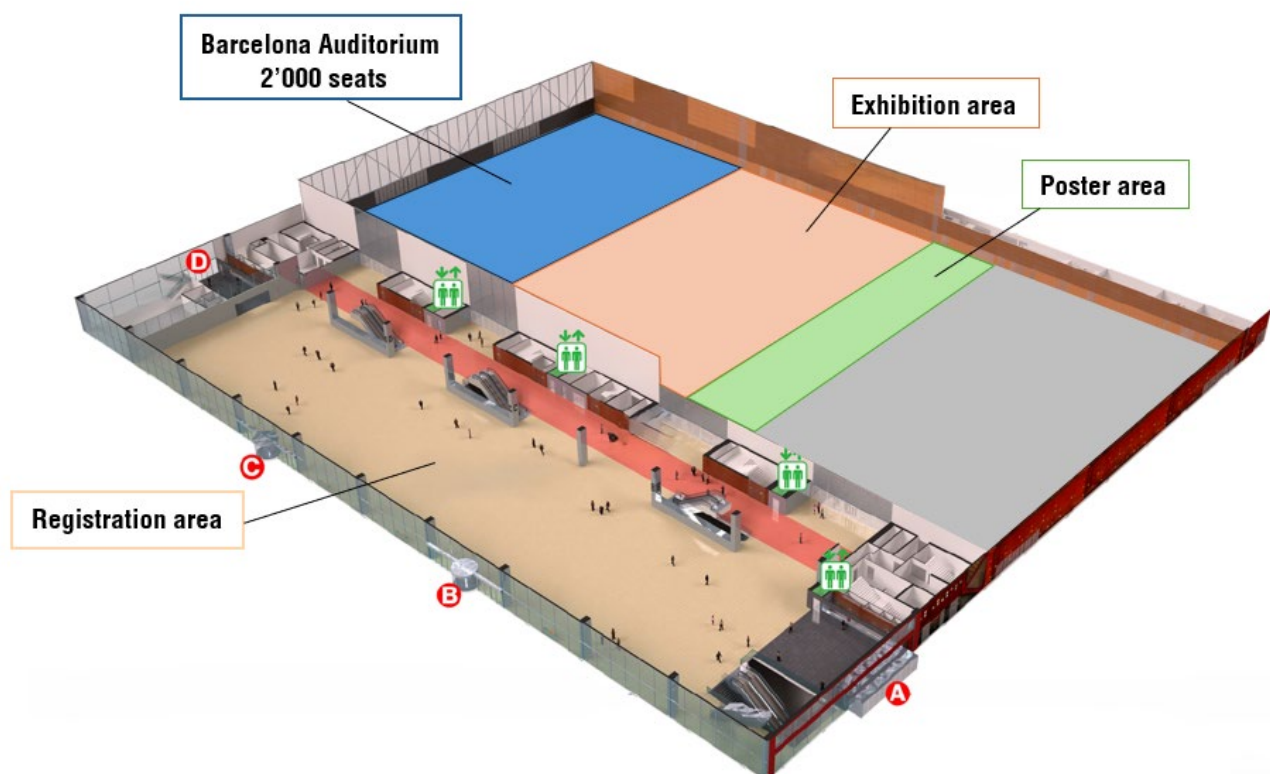 Barcelona Auditorium
2’000 seats
Exhibition area
Poster area
D
C
Registration area
B
A